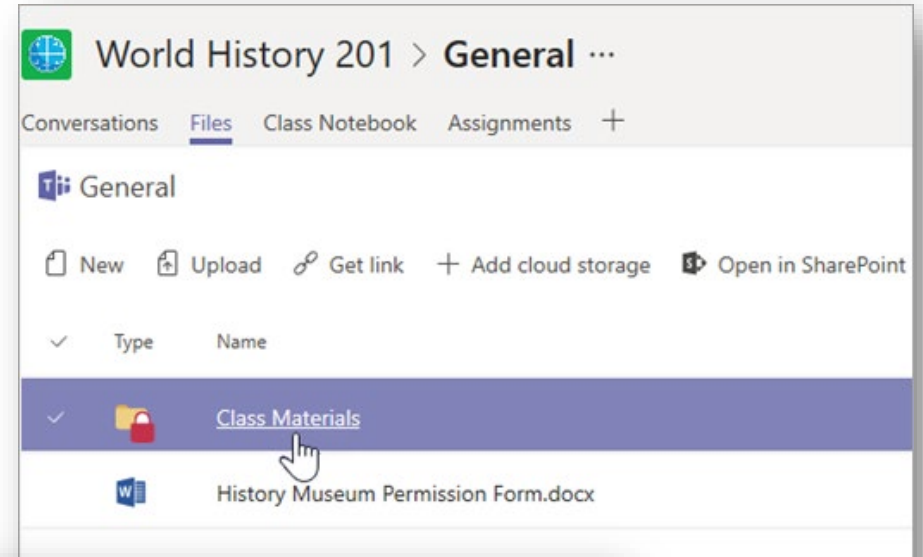 World History 201 > General ...
Conversations Files Class Notebook Assignments +
General
New Upload Get link + Add cloud storage Open in SharePoint
Type Name
Class Materials
History Museum Permission Form.docx